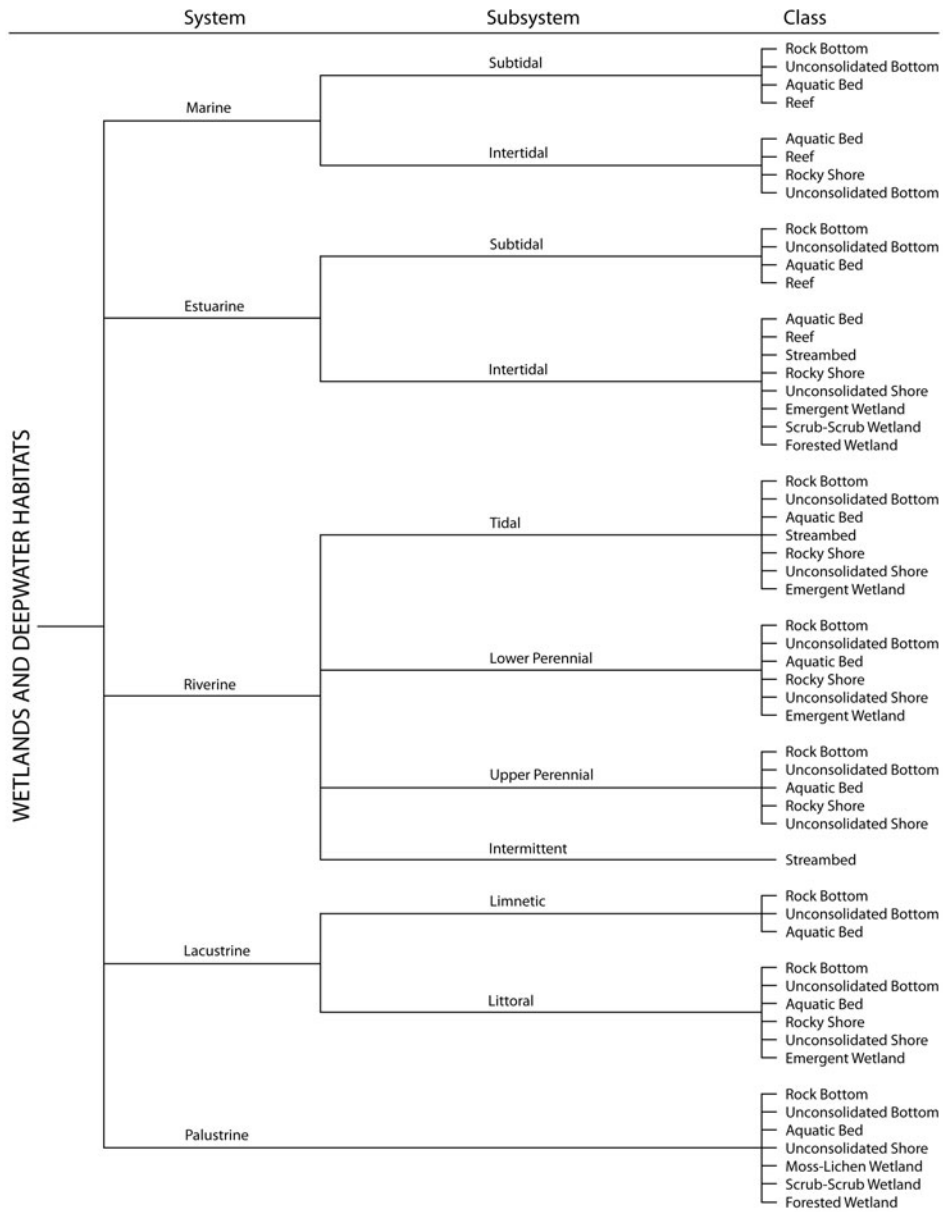 System Subsystem Class
WETLANDS AND DEEPWATER HABITATS
Marine
Subtidal
Rock Bottom
Unconsolidated Bottom
Aquatic Bed
Reef
Intertidal
Aquatic Bed
Reef
Rocky Shore
Unconsolidated Bottom
Estuarine
Subtidal
Rock Bottom
Unconsolidated Bottom
Aquatic Bed
Reef
Intertidal
Aquatic Bed
Reef
Streambed
Rocky Shore
Unconsolidated Shore
Emergent Wetland
Scrub-Scrub Wetland
Forested Wetland
Riverine
Tidal
Rock Bottom
Unconsolidated Bottom
Aquatic Bed
Streambed
Rocky Shore
Unconsolidated Shore
Emergent Wetland
Lower Perennial
Rock Bottom
Unconsolidated Bottom
Aquatic Bed
Rocky Shore
Unconsolidated Shore
Emergent Wetland
Upper Perennial
Rock Bottom
Unconsolidated Bottom
Aquatic Bed
Rocky Shore
Unconsolidated Shore
Intermittent
Streambed
Lacustrine
Limnetic
Rock Bottom
Unconsolidated Bottom
Aquatic Bed
Littoral
Rock Bottom
Unconsolidated Bottom
Aquatic Bed
Rocky Shore
Unconsolidated Shore
Emergent Wetland
Palustrine
Rock Bottom
Unconsolidated Bottom
Aquatic Bed
Unconsolidated Shore
Moss-Lichen Wetland
Scrub-Scrub Wetland
Forested Wetland